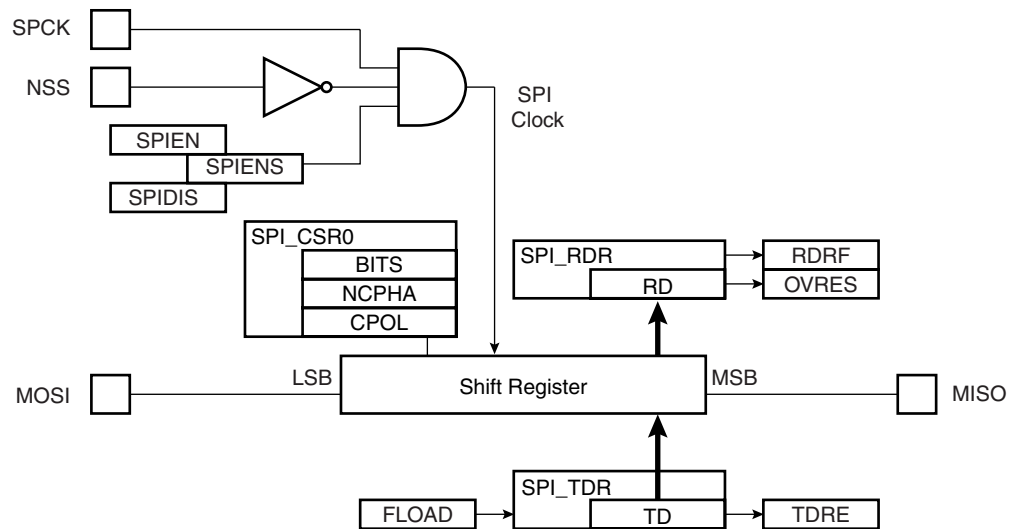 SPCK
NSS
SPI
Clock
SPIEN
SPIENS
SPIDIS
SPI_CSR0
BITS
NCPHA
CPOL
SPI_RDR
RD
RDRF
OVRES
MOSI
LSB
Shift Register
MSB
MISO
FLOAD
SPI_TDR
TD
TDRE